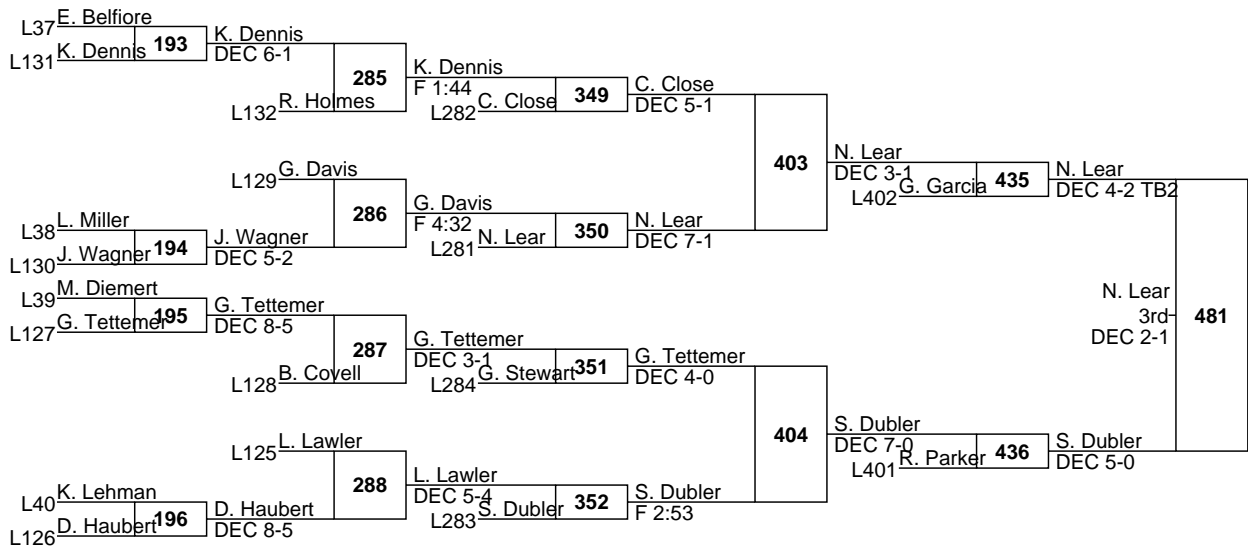 E. Belfiore
L37
193
K. Dennis
L131
K. Dennis
DEC 6-1
285
K. Dennis
F 1:44
R. Holmes
L132
C. Close
L282
349
C. Close
DEC 5-1
403
N. Lear
DEC 3-1
G. Garcia
L402
435
N. Lear
DEC 4-2 TB2
G. Davis
L129
286
G. Davis
F 4:32
L. Miller
L38
194
J. Wagner
L130
J. Wagner
DEC 5-2
N. Lear
L281
350
N. Lear
DEC 7-1
M. Diemert
L39
195
G. Tettemer
L127
G. Tettemer
DEC 8-5
287
G. Tettemer
DEC 3-1
B. Covell
L128
G. Stewart
L284
351
G. Tettemer
DEC 4-0
N. Lear
3rd
DEC 2-1
481
404
S. Dubler
DEC 7-0
R. Parker
L401
436
S. Dubler
DEC 5-0
L. Lawler
L125
288
L. Lawler
DEC 5-4
K. Lehman
L40
196
D. Haubert
L126
D. Haubert
DEC 8-5
S. Dubler
L283
352
S. Dubler
F 2:53